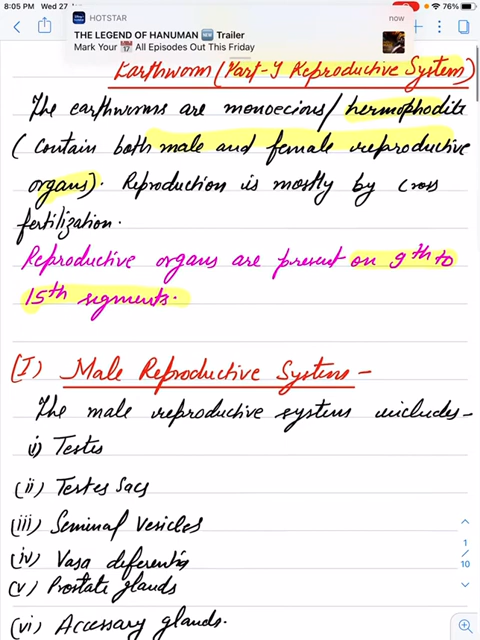 8:05 PM Wed 27
76%
HOTSTAR
now
THE LEGEND OF HANUMAN 🆕 Trailer
Mark Your 📅 All Episodes Out This Friday
Earthworm (Part-I Reproductive System)
The earthworms are monoecious/ hermophodite
(Contain both male and female reproductive
organs). Reproduction is mostly by cross
fertilization.
Reproductive organs are present on 9th to
15th segments.
(I) Male Reproductive System -
The male reproductive system includes -
i) Testes
(ii) Testes Sacs
(iii) Seminal Vesicles
(iv) Vasa deferentia
(v) Prostate glands
(vi) Accessary glands.
1
/
10